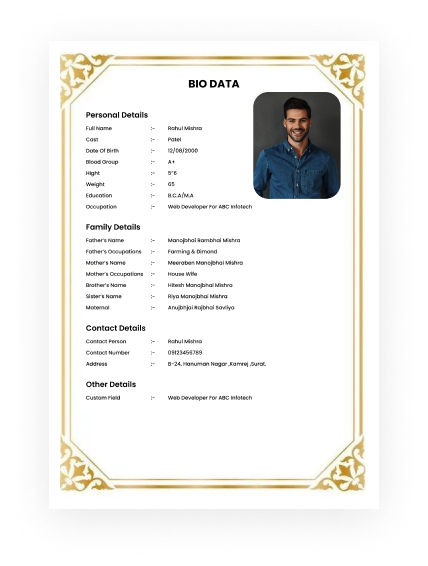 BIO DATA
Personal Details
Full Name :- Rahul Mishra
Cast :- Patel
Date Of Birth :- 12/08/2000
Blood Group :- A+
Hight :- 5"6
Weight :- 65
Education :- B.C.A/M.A
Occupation :- Web Developer For ABC Infotech
Family Details
Father's Name :- Manojbhai Rambhai Mishra
Father's Occupations :- Farming & Dimond
Mother's Name :- Meeraben Manojbhai Mishra
Mother's Occupations :- House Wife
Brother's Name :- Hitesh Manojbhai Mishra
Sister's Name :- Riya Manojbhai Mishra
Maternal :- Anujbhjai Rajbhai Savliya
Contact Details
Contact Person :- Rahul Mishra
Contact Number :- 09123456789
Address :- B-24, Hanuman Nagar ,Kamrej ,Surat.
Other Details
Custom Field :- Web Developer For ABC Infotech